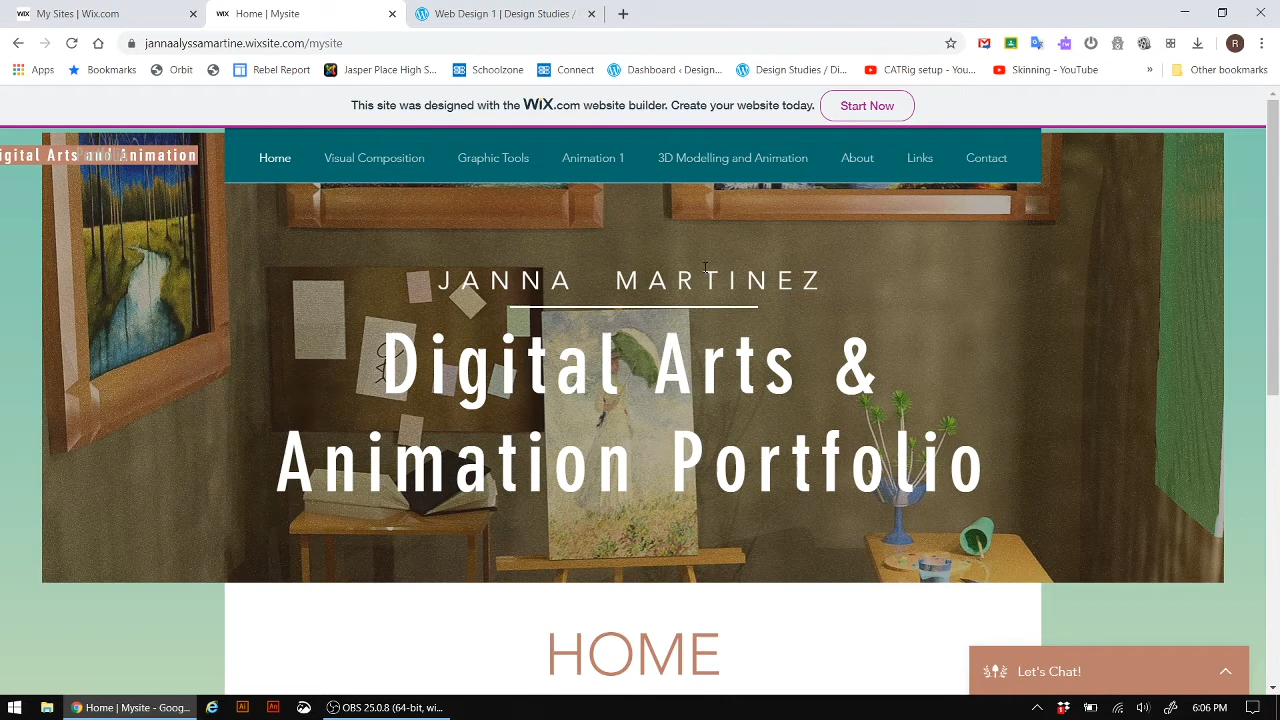 My Sites | Wix.com
Home | Mysite
Web Design 1 | Design Studies /
jannaalyssamartine.wixsite.com/mysite
R
Apps
Bookmarks
Orbit
Rebel Report
Jasper Place High S...
Schoolzone
Connect
Dashboard ‹ Design...
Design Studies / Di...
CATRig setup - You...
Skinning - YouTube
»
Other bookmarks
This site was designed with the WiX.com website builder. Create your website today.
Start Now
igital Arts and Animation
Home
Visual Composition
Graphic Tools
Animation 1
3D Modelling and Animation
About
Links
Contact
JANNA MARTINEZ
Digital Arts &
Animation Portfolio
HOME
Let's Chat!
Home | Mysite - Goog...
OBS 25.0.8 (64-bit, wi...
6:06 PM